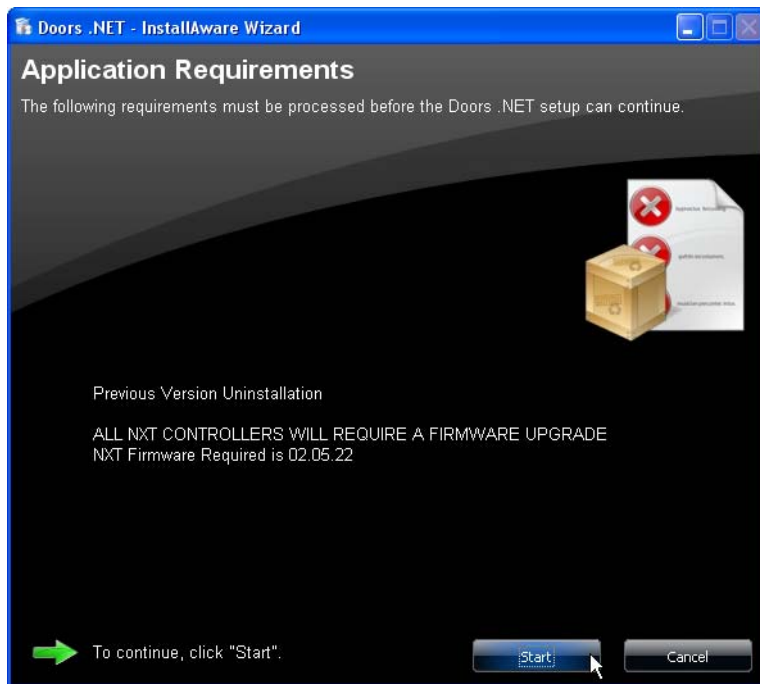 Doors .NET - InstallAware Wizard
Application Requirements
The following requirements must be processed before the Doors .NET setup can continue.
Previous Version Uninstallation
ALL NXT CONTROLLERS WILL REQUIRE A FIRMWARE UPGRADE
NXT Firmware Required is 02.05.22
To continue, click "Start".
Start
Cancel